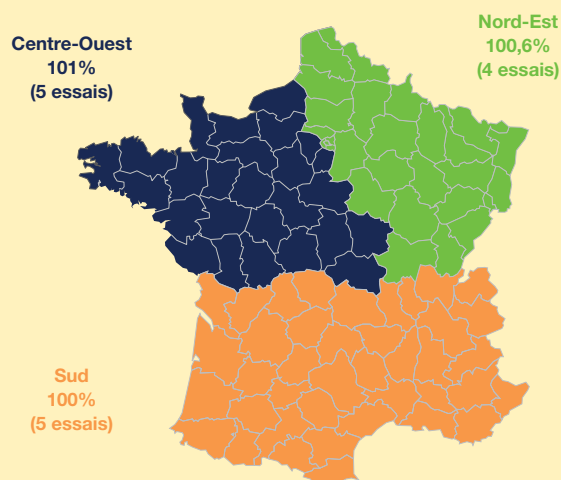 Centre-Ouest
101%
(5 essais)
Nord-Est
100,6%
(4 essais)
Sud
100%
(5 essais)